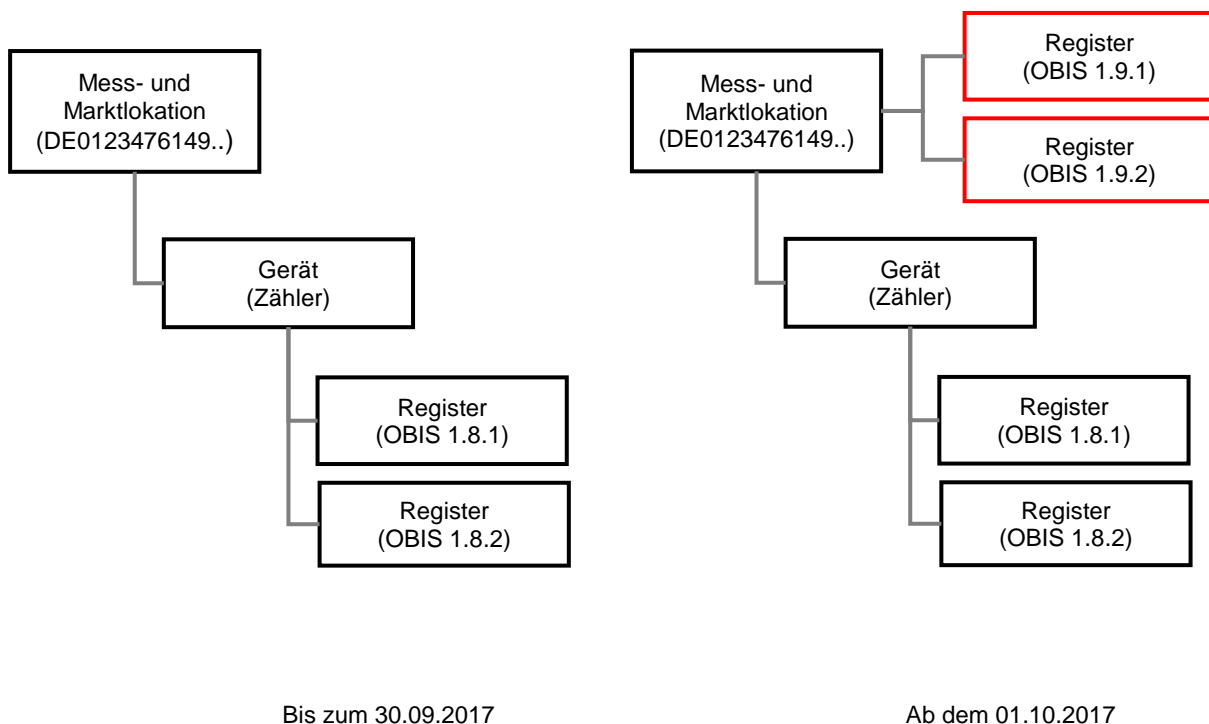 Mess- und
Marktlokation
(DE0123476149..)
Gerät
(Zähler)
Register
(OBIS 1.8.1)
Register
(OBIS 1.8.2)
Bis zum 30.09.2017
Mess- und
Marktlokation
(DE0123476149..)
Register
(OBIS 1.9.1)
Register
(OBIS 1.9.2)
Gerät
(Zähler)
Register
(OBIS 1.8.1)
Register
(OBIS 1.8.2)
Ab dem 01.10.2017